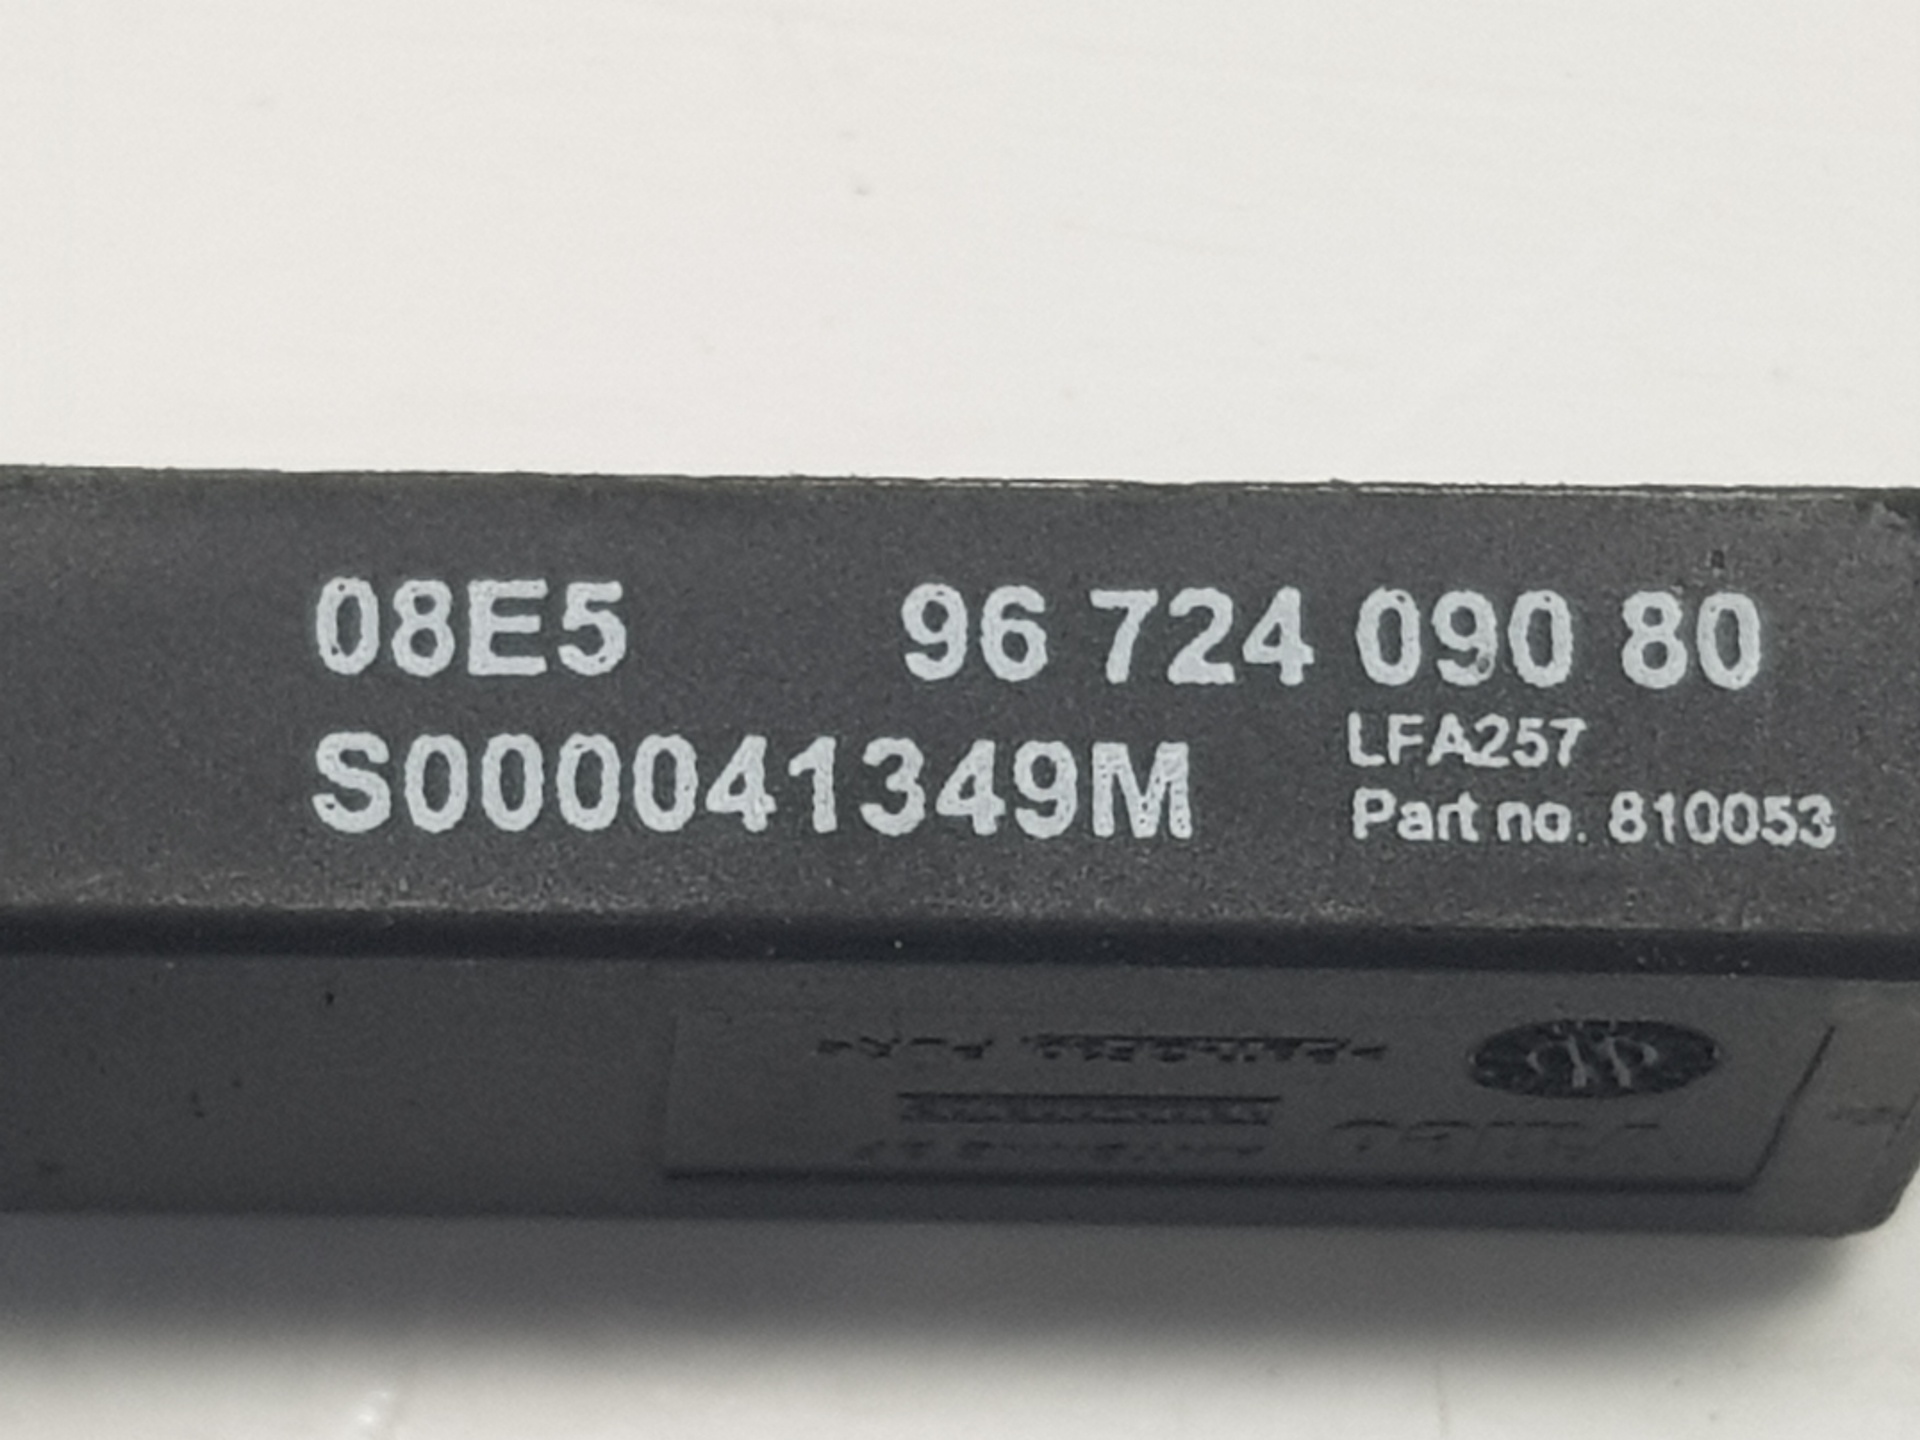 08E5 96 724 090 80
S000041349M LFA257
Part no. 810053